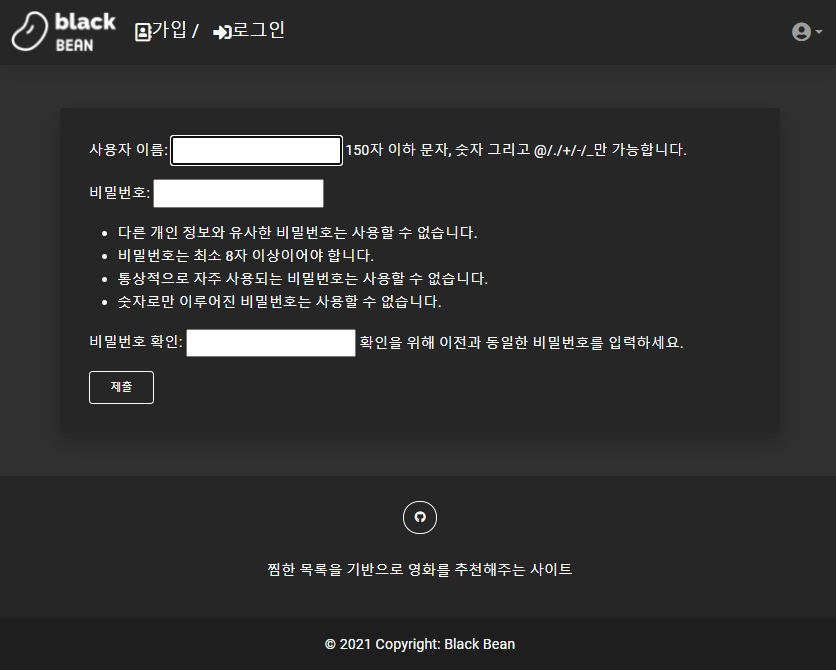 black
BEAN
가입 / 로그인
사용자 이름: 150자 이하 문자, 숫자 그리고 @/./+/-/_만 가능합니다.
비밀번호:
다른 개인 정보와 유사한 비밀번호는 사용할 수 없습니다.
비밀번호는 최소 8자 이상이어야 합니다.
통상적으로 자주 사용되는 비밀번호는 사용할 수 없습니다.
숫자로만 이루어진 비밀번호는 사용할 수 없습니다.
비밀번호 확인: 확인을 위해 이전과 동일한 비밀번호를 입력하세요.
제출
찜한 목록을 기반으로 영화를 추천해주는 사이트
© 2021 Copyright: Black Bean